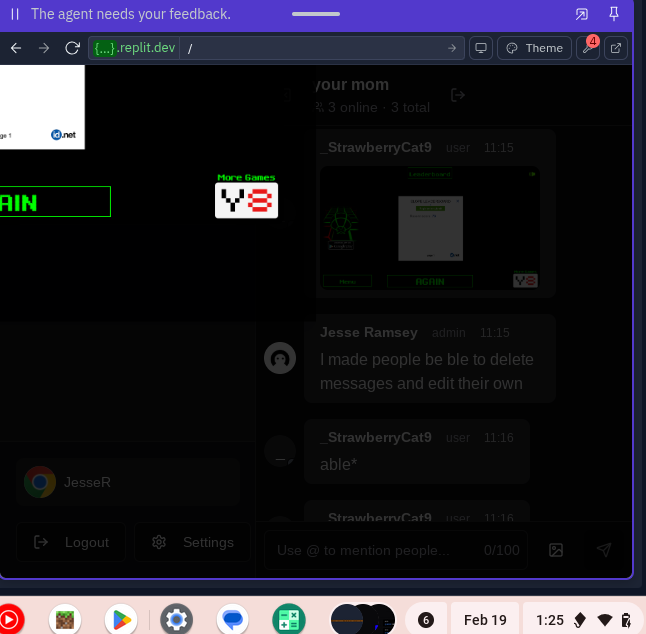 The agent needs your feedback.
{...}.replit.dev
/
Theme
4
your mom
3 online · 3 total
ge 1
id.net
More Games
Y8
AIN
_StrawberryCat9 user 11:15
AGAIN
Jesse Ramsey admin 11:15
I made people be ble to delete
messages and edit their own
_StrawberryCat9 user 11:16
able*
_StrawberryCat9 user 11:16
JesseR
Logout
Settings
Use @ to mention people...
0/100
6
Feb 19
1:25